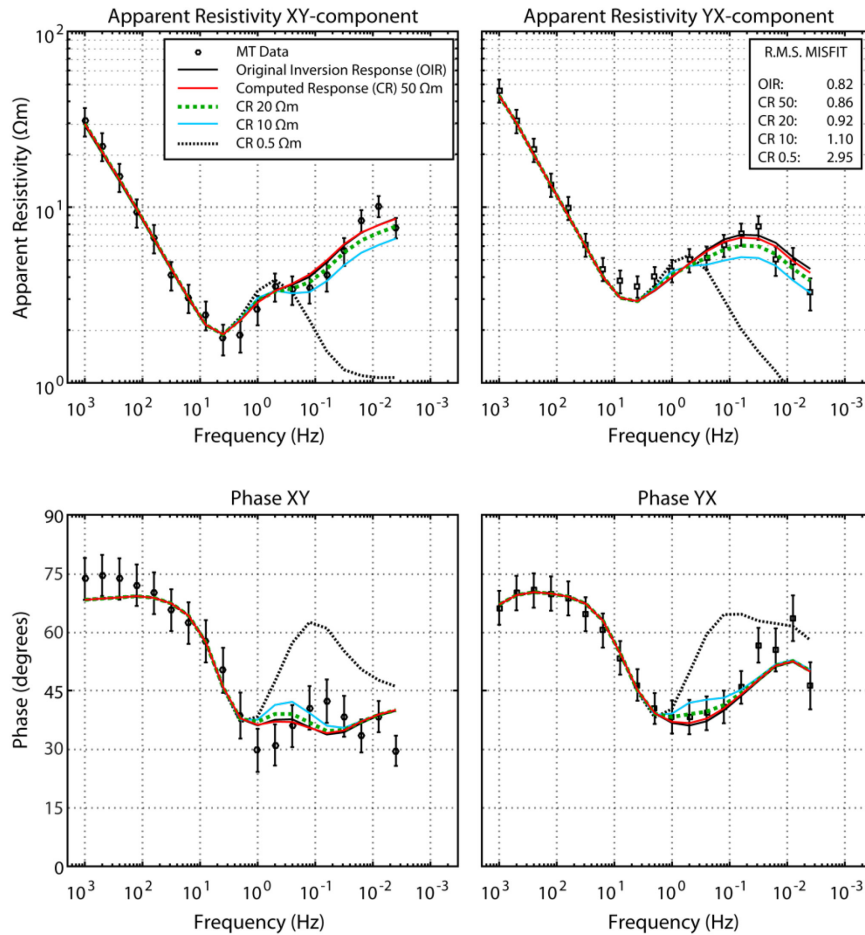 Apparent Resistivity XY-component
Apparent Resistivity YX-component
10²
10¹
10⁰
Apparent Resistivity (Ωm)
MT Data
Original Inversion Response (OIR)
Computed Response (CR) 50 Ωm
CR 20 Ωm
CR 10 Ωm
CR 0.5 Ωm
R.M.S. MISFIT
OIR: 0.82
CR 50: 0.86
CR 20: 0.92
CR 10: 1.10
CR 0.5: 2.95
10³ 10² 10¹ 10⁰ 10⁻¹ 10⁻² 10⁻³
Frequency (Hz)
10³ 10² 10¹ 10⁰ 10⁻¹ 10⁻² 10⁻³
Frequency (Hz)
Phase XY
Phase YX
90
75
60
45
30
15
0
Phase (degrees)
10³ 10² 10¹ 10⁰ 10⁻¹ 10⁻² 10⁻³
Frequency (Hz)
10³ 10² 10¹ 10⁰ 10⁻¹ 10⁻² 10⁻³
Frequency (Hz)